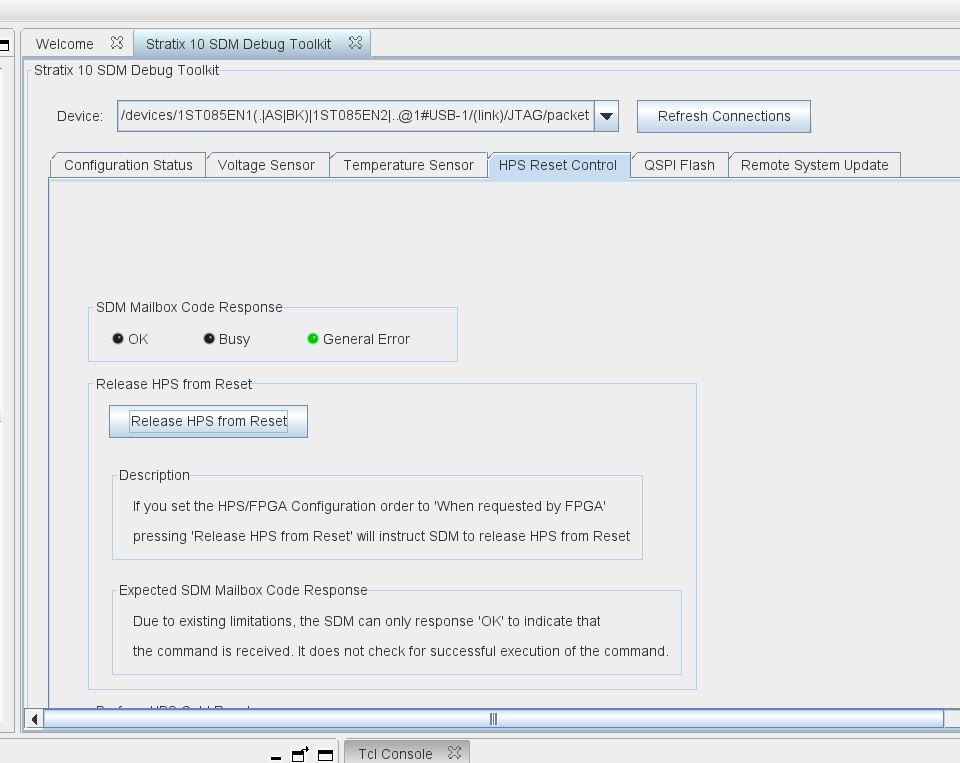 Welcome
Stratix 10 SDM Debug Toolkit
Stratix 10 SDM Debug Toolkit
Device: /devices/1ST085EN1(.|AS|BK)|1ST085EN2|..@1#USB-1/(link)/JTAG/packet Refresh Connections
Configuration Status Voltage Sensor Temperature Sensor HPS Reset Control QSPI Flash Remote System Update
SDM Mailbox Code Response
OK Busy General Error
Release HPS from Reset
Release HPS from Reset
Description
If you set the HPS/FPGA Configuration order to 'When requested by FPGA'
pressing 'Release HPS from Reset' will instruct SDM to release HPS from Reset
Expected SDM Mailbox Code Response
Due to existing limitations, the SDM can only response 'OK' to indicate that
the command is received. It does not check for successful execution of the command.
Tcl Console